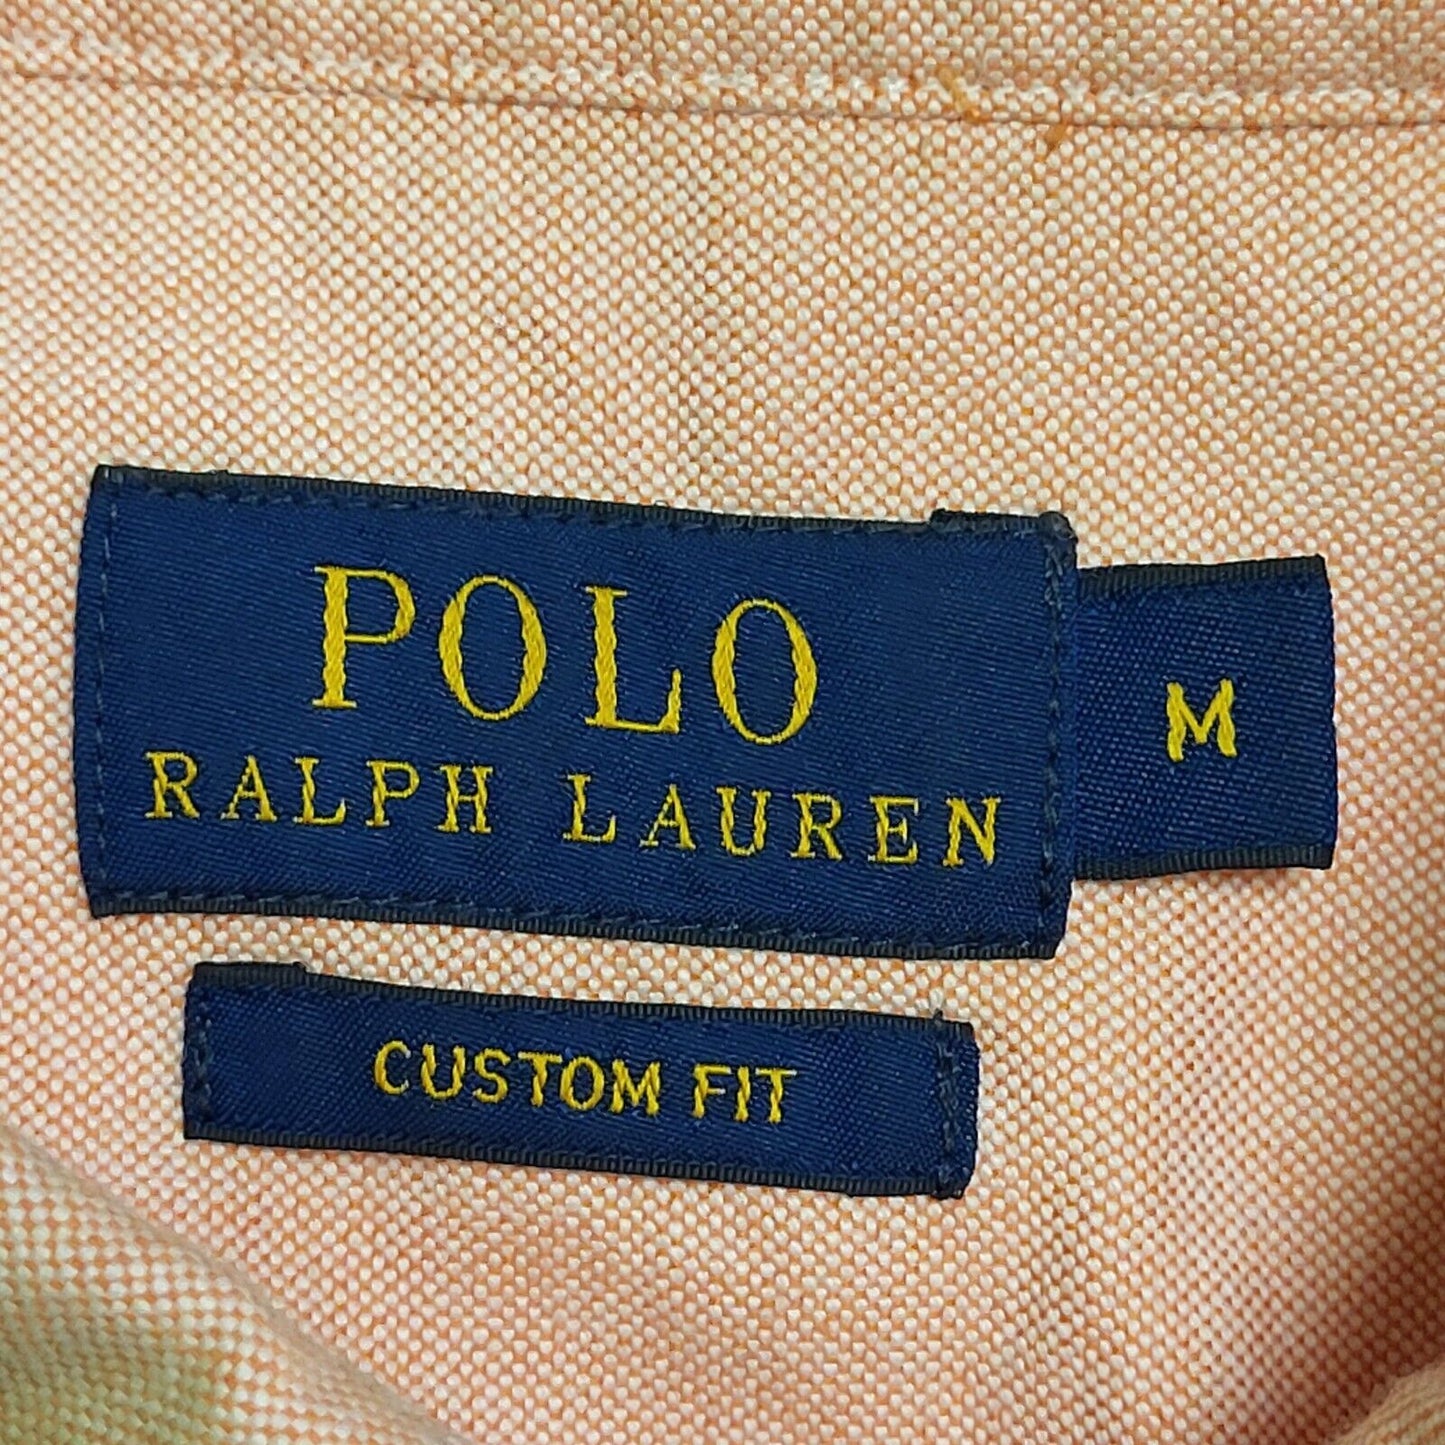 POLO
RALPH LAUREN
M
CUSTOM FIT